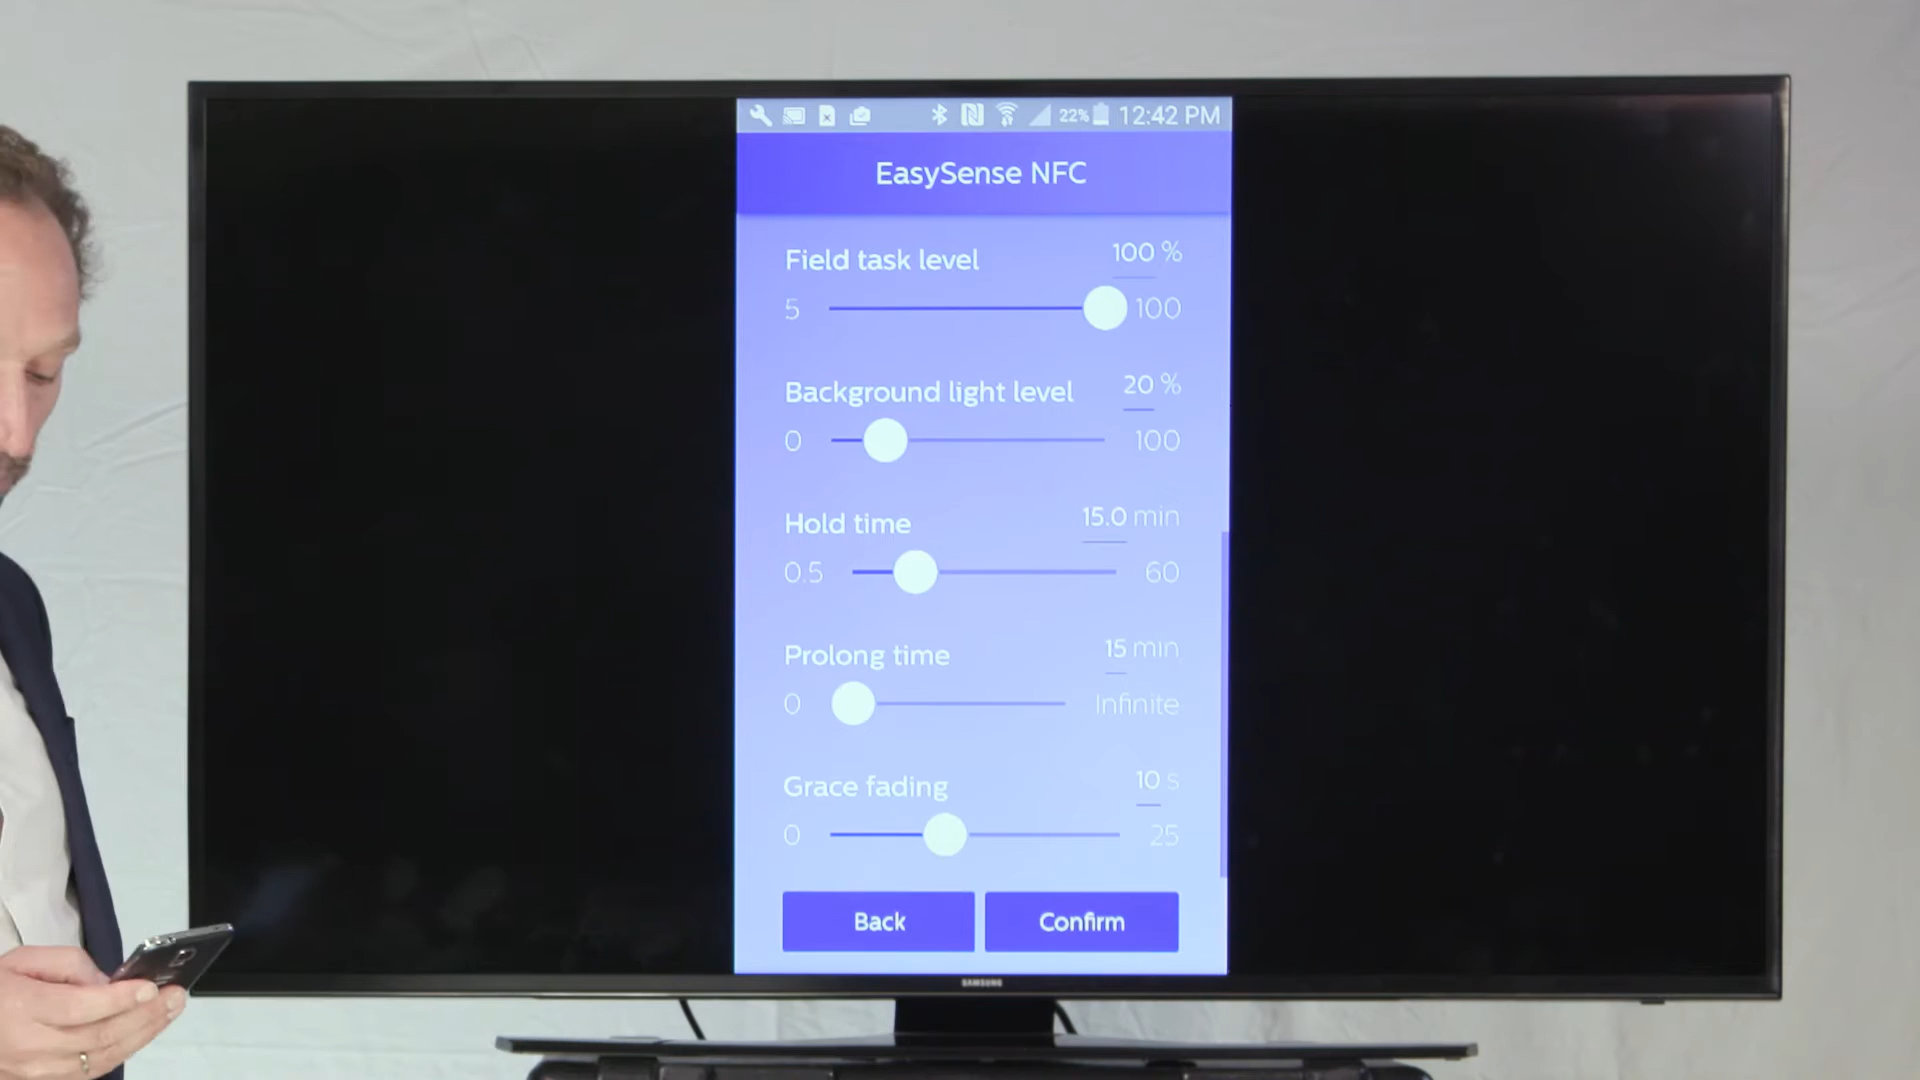 22% 12:42 PM
EasySense NFC
Field task level 100 %
5 100
Background light level 20 %
0 100
Hold time 15.0 min
0.5 60
Prolong time 15 min
0 Infinite
Grace fading 10 s
0 25
Back Confirm
SAMSUNG